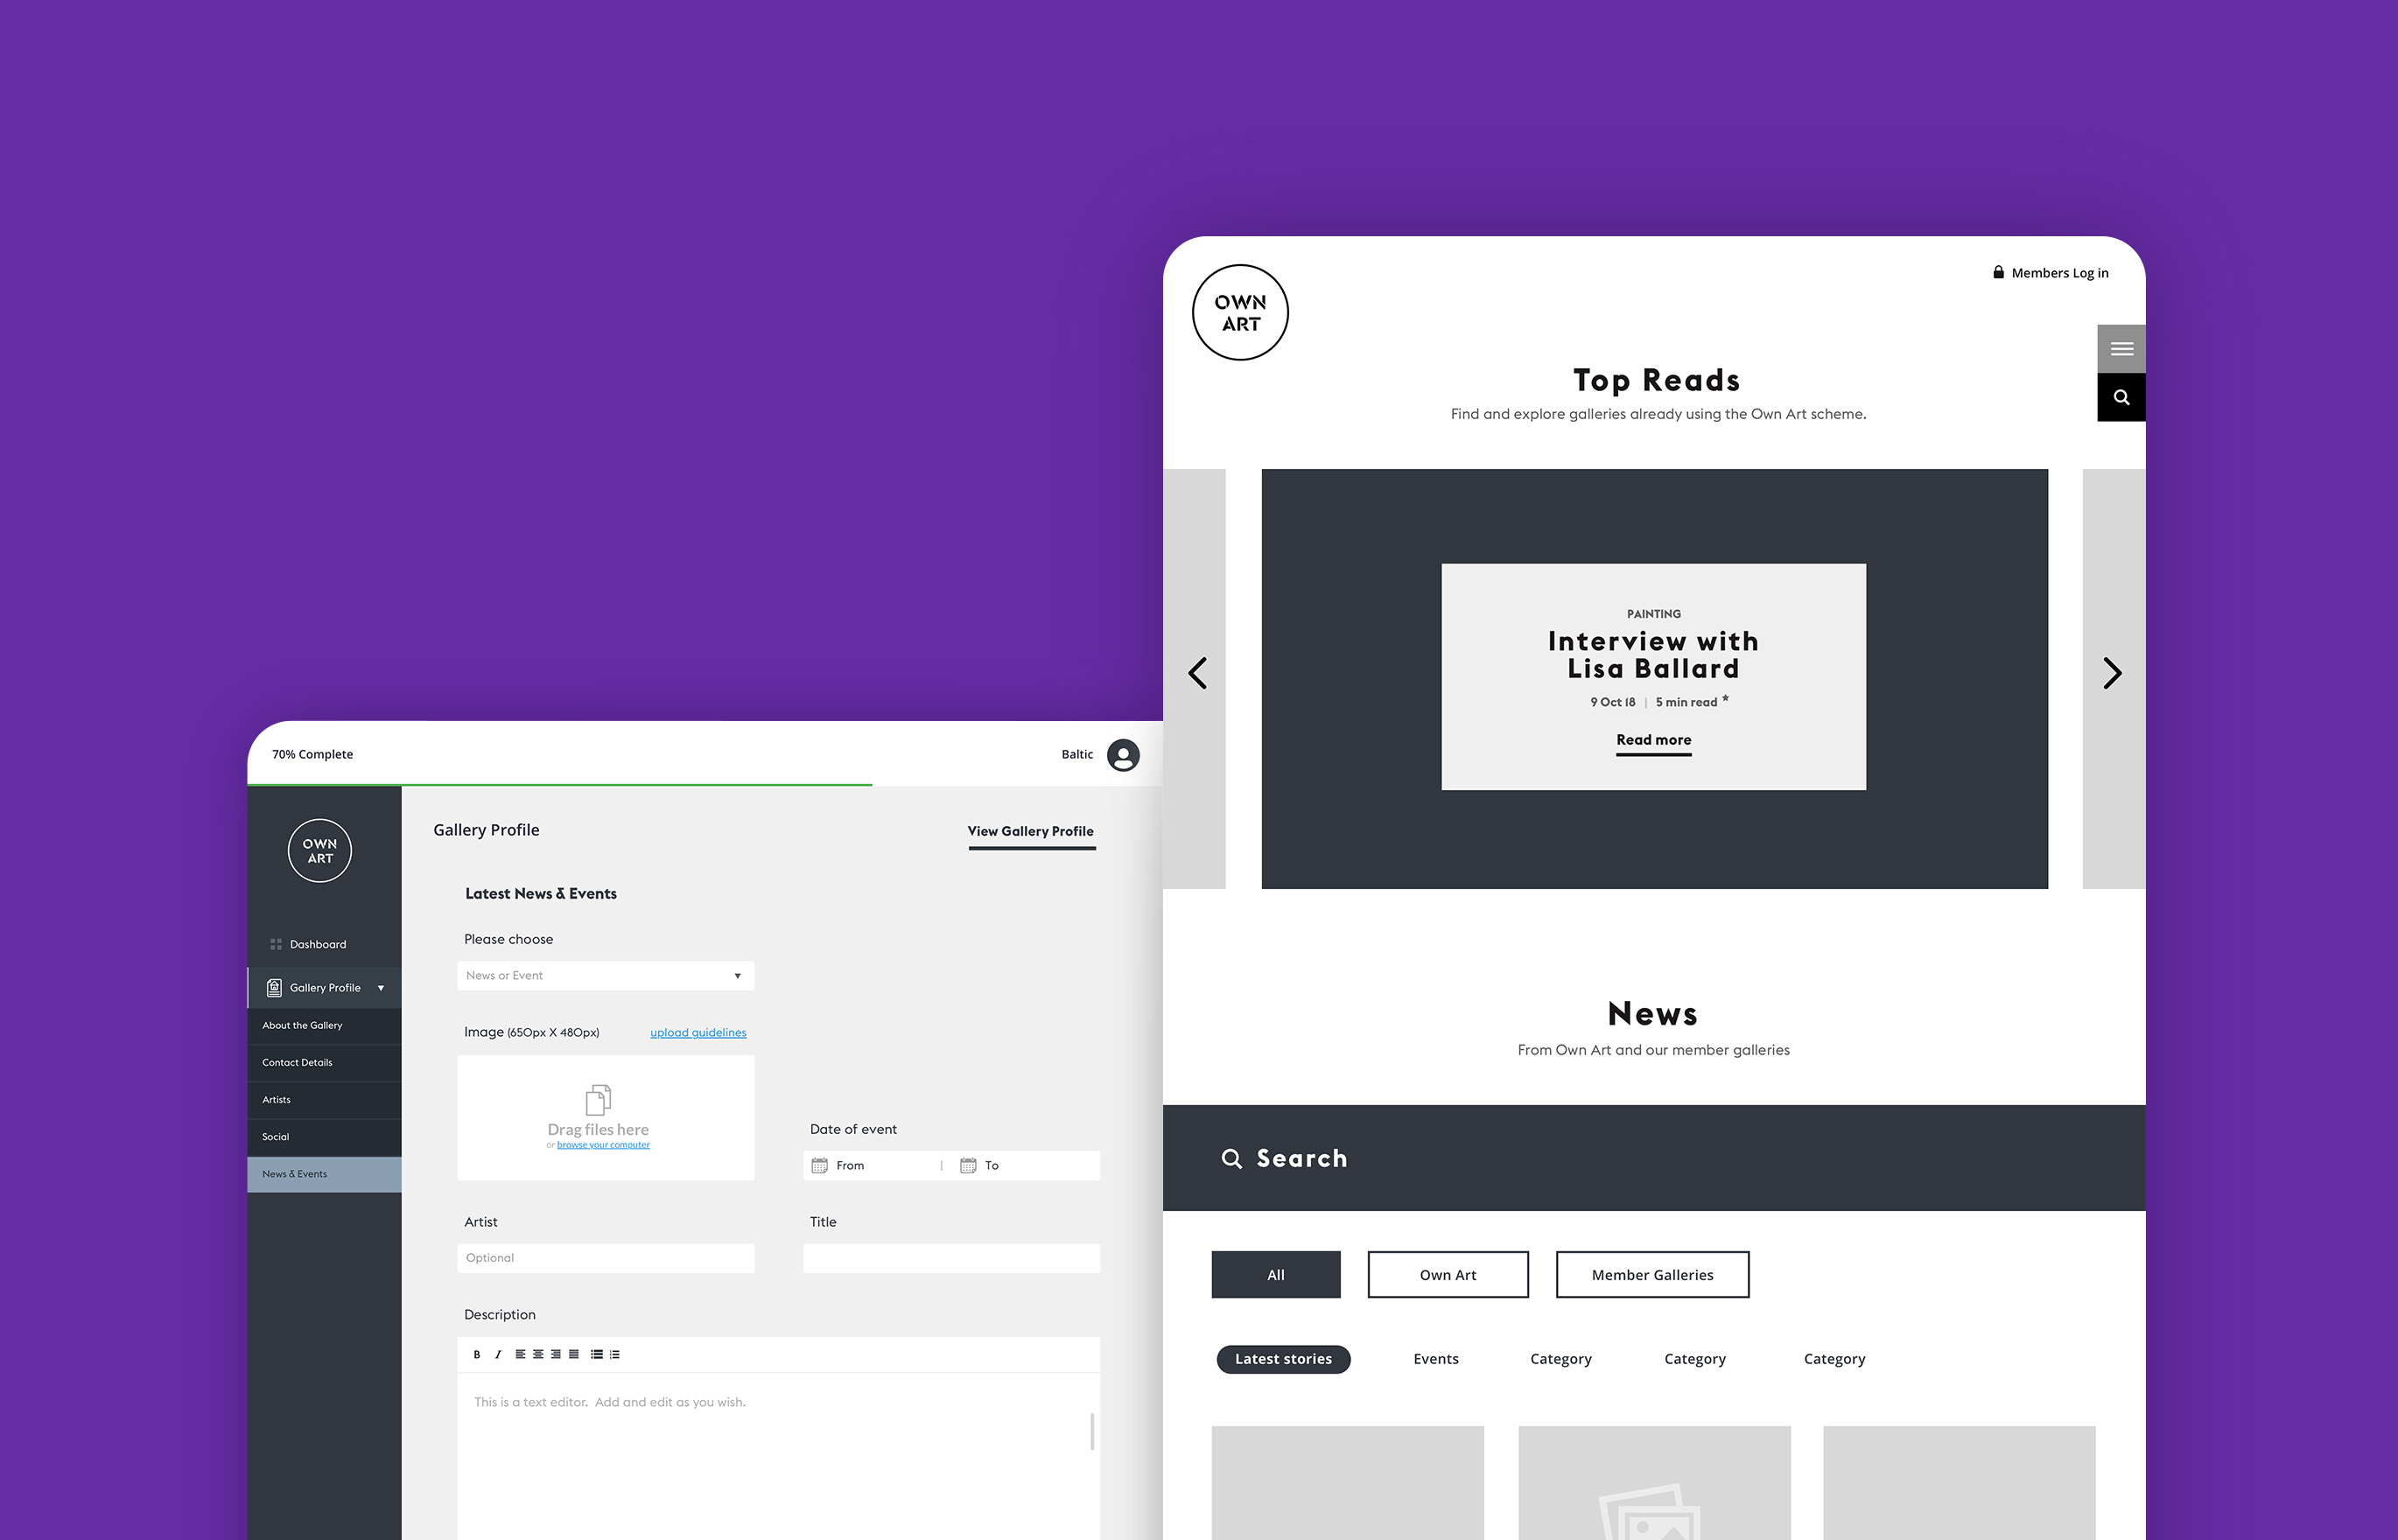 70% Complete
Baltic
OWN
ART
Dashboard
Gallery Profile
About the Gallery
Contact Details
Artists
Social
News & Events
Gallery Profile
View Gallery Profile
Latest News & Events
Please choose
News or Event
Image (650px X 480px)
upload guidelines
Drag files here
or browse your computer
Date of event
From | To
Artist
Optional
Title
Description
B I
This is a text editor. Add and edit as you wish.
OWN
ART
Members Log in
Top Reads
Find and explore galleries already using the Own Art scheme.
PAINTING
Interview with
Lisa Ballard
9 Oct 18 | 5 min read *
Read more
News
From Own Art and our member galleries
Search
All
Own Art
Member Galleries
Latest stories
Events
Category
Category
Category